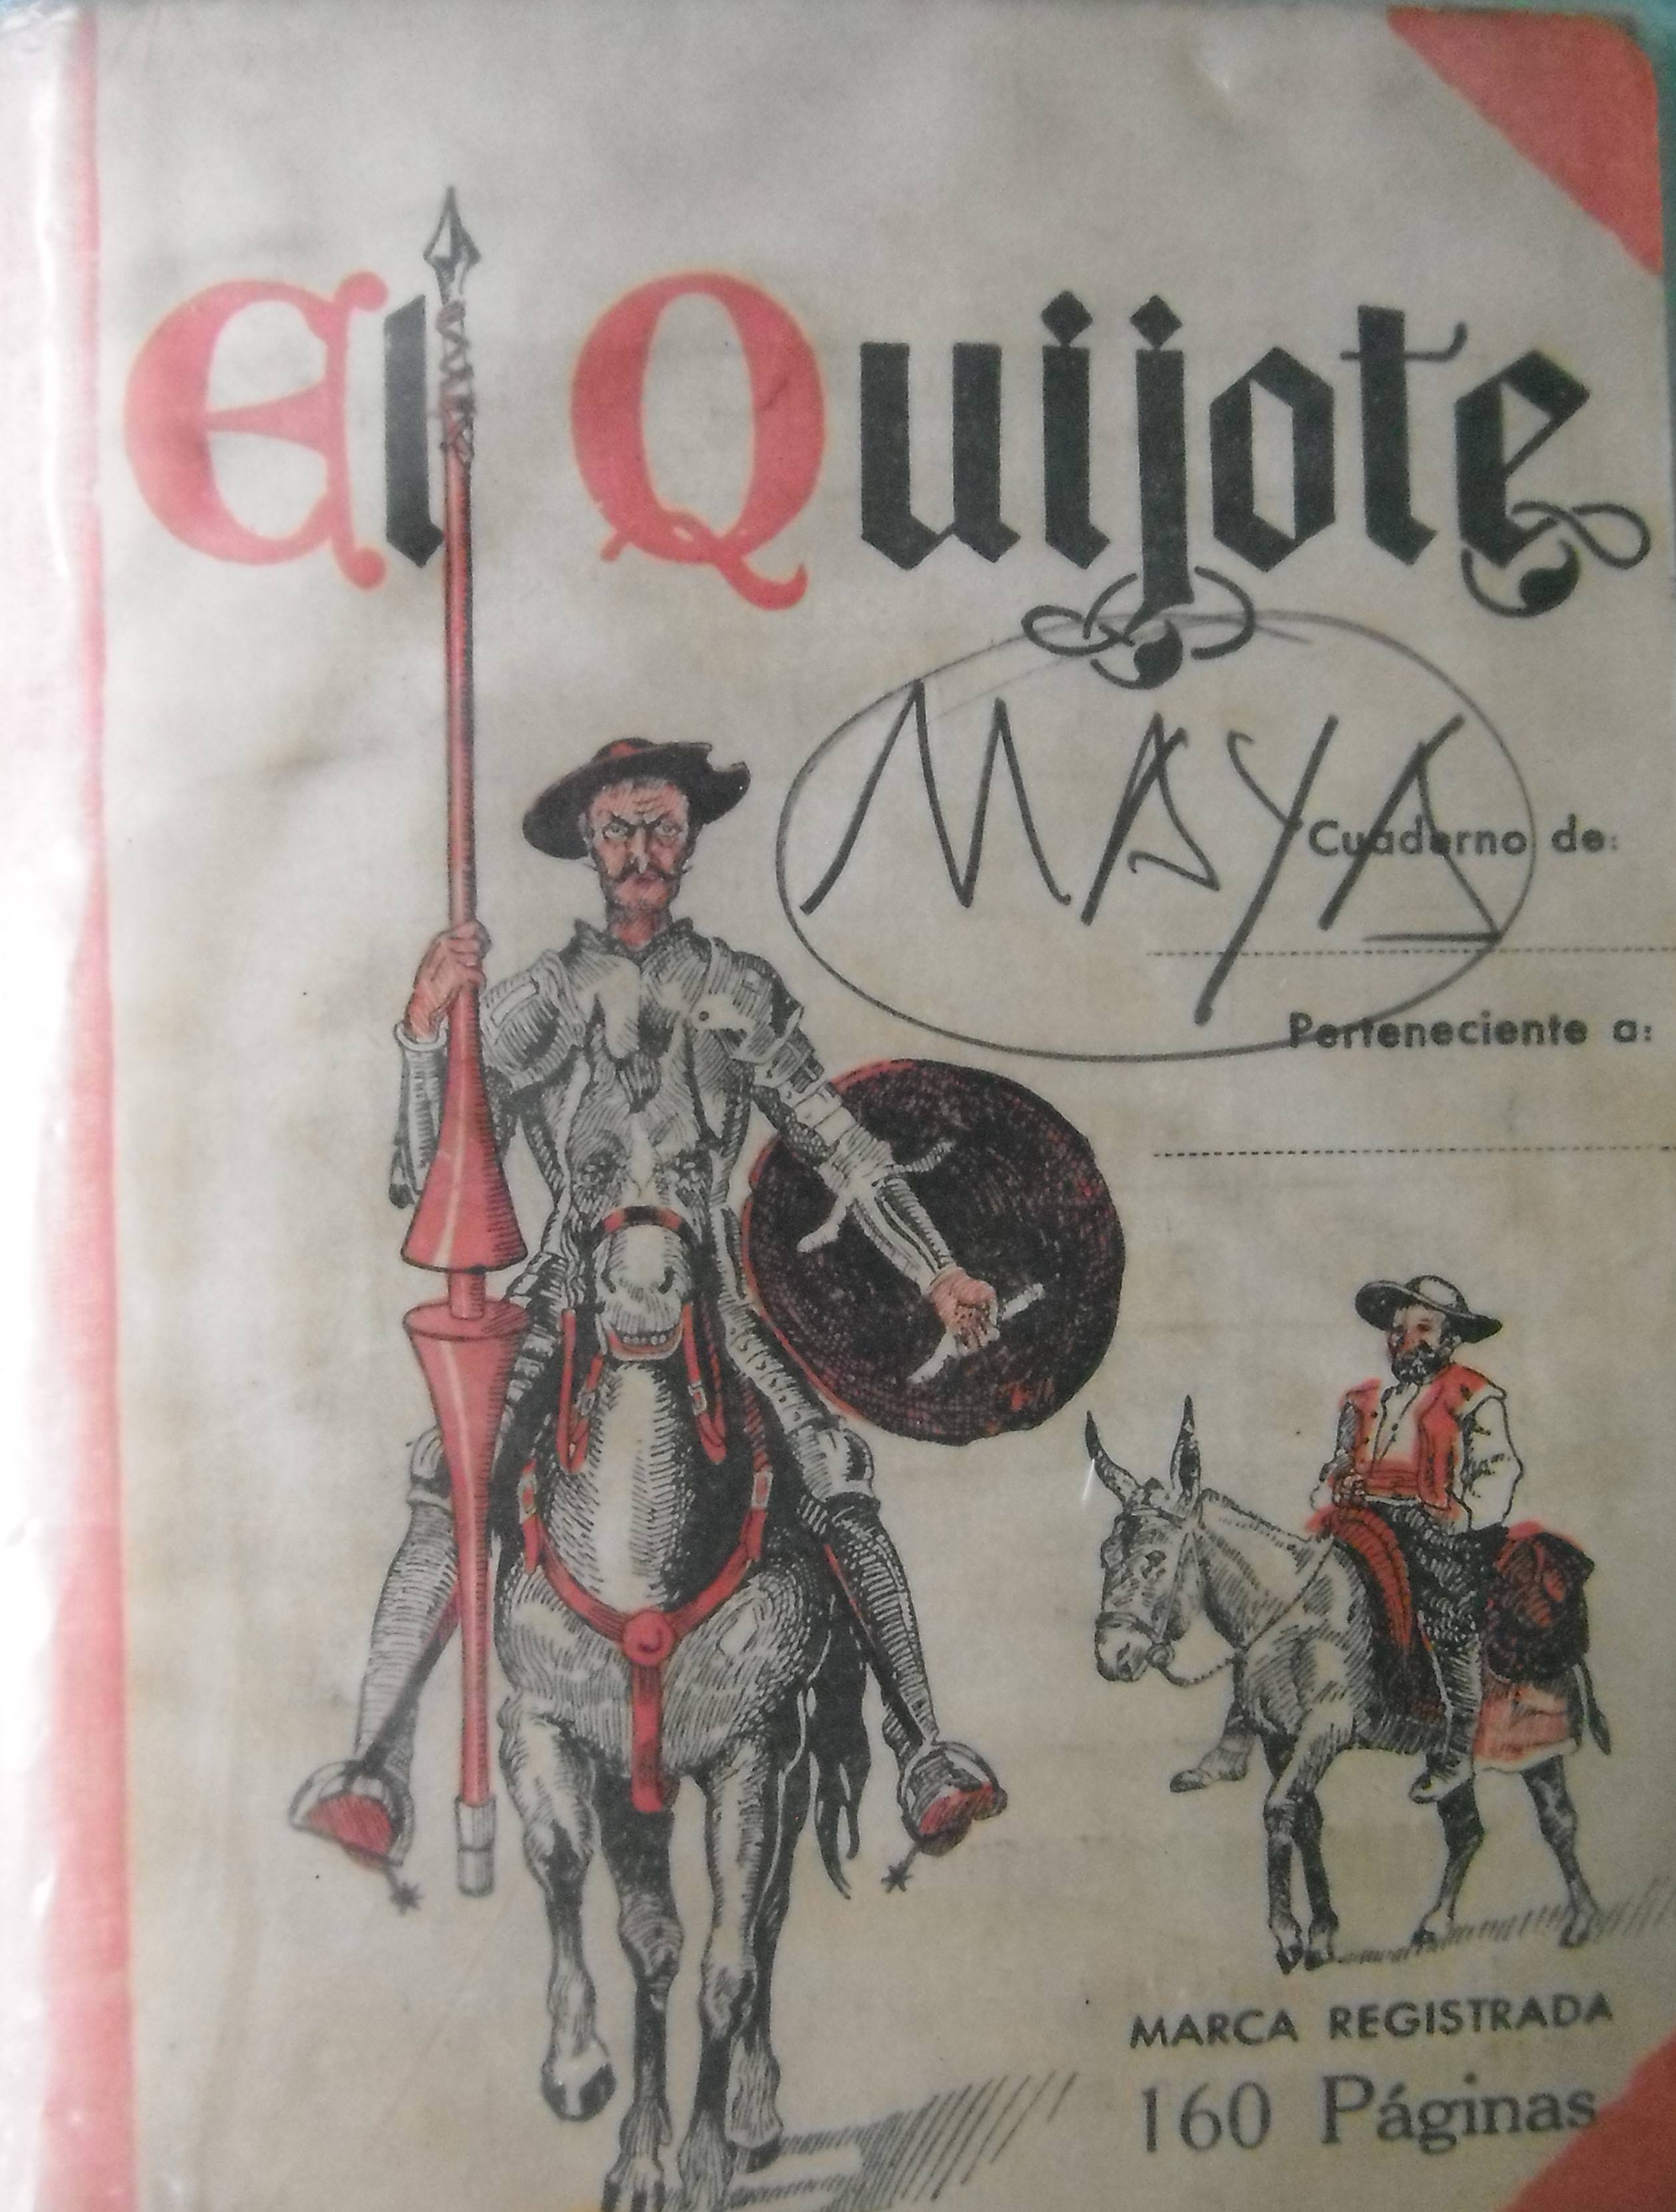 El Quijote
MAYA
Cuaderno de:
Perteneciente a:
MARCA REGISTRADA
160 Páginas